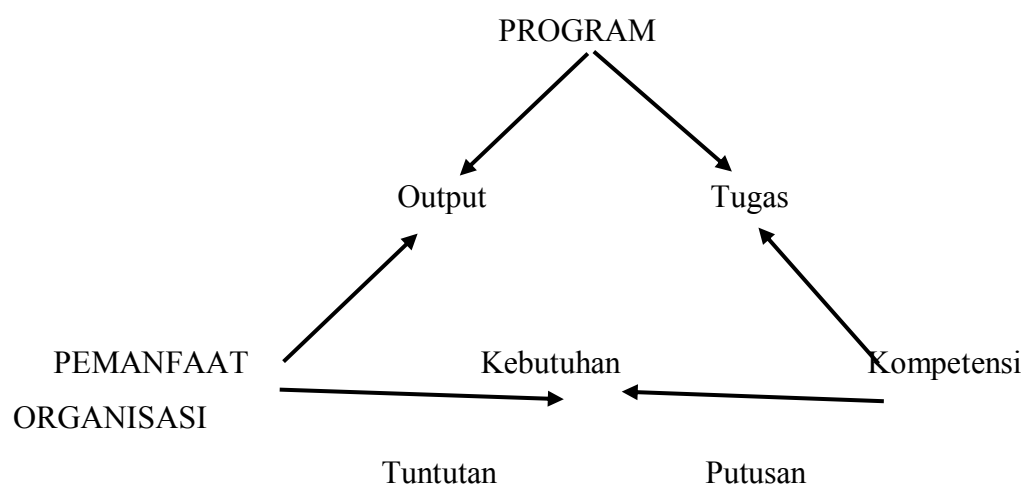 PROGRAM
Output Tugas
PEMANFAAT Kebutuhan Kompetensi
ORGANISASI
Tuntutan Putusan